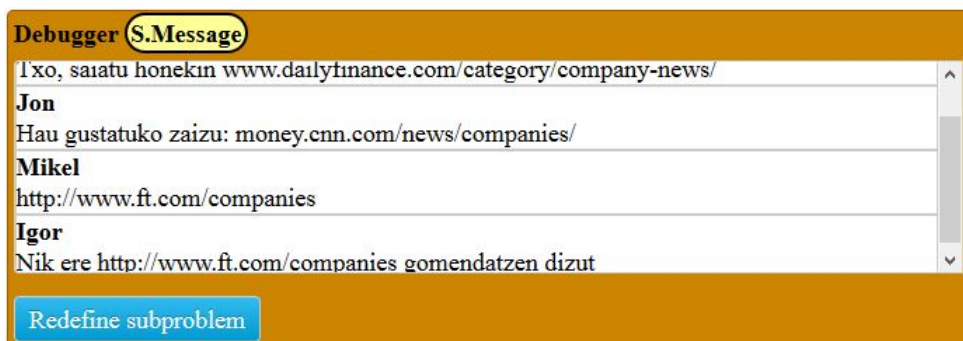 Debugger S.Message
Txo, saiatu honekin www.dailyfinance.com/category/company-news/
Jon
Hau gustatuko zaizu: money.cnn.com/news/companies/
Mikel
http://www.ft.com/companies
Igor
Nik ere http://www.ft.com/companies gomendatzen dizut
Redefine subproblem